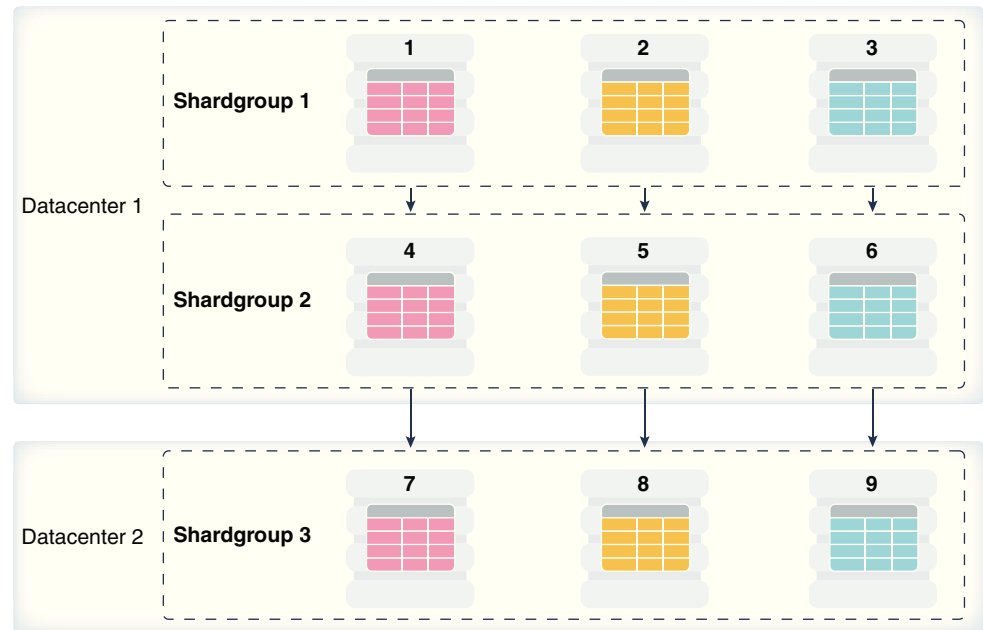 1 2 3
Shardgroup 1
Datacenter 1
4 5 6
Shardgroup 2
7 8 9
Datacenter 2 Shardgroup 3